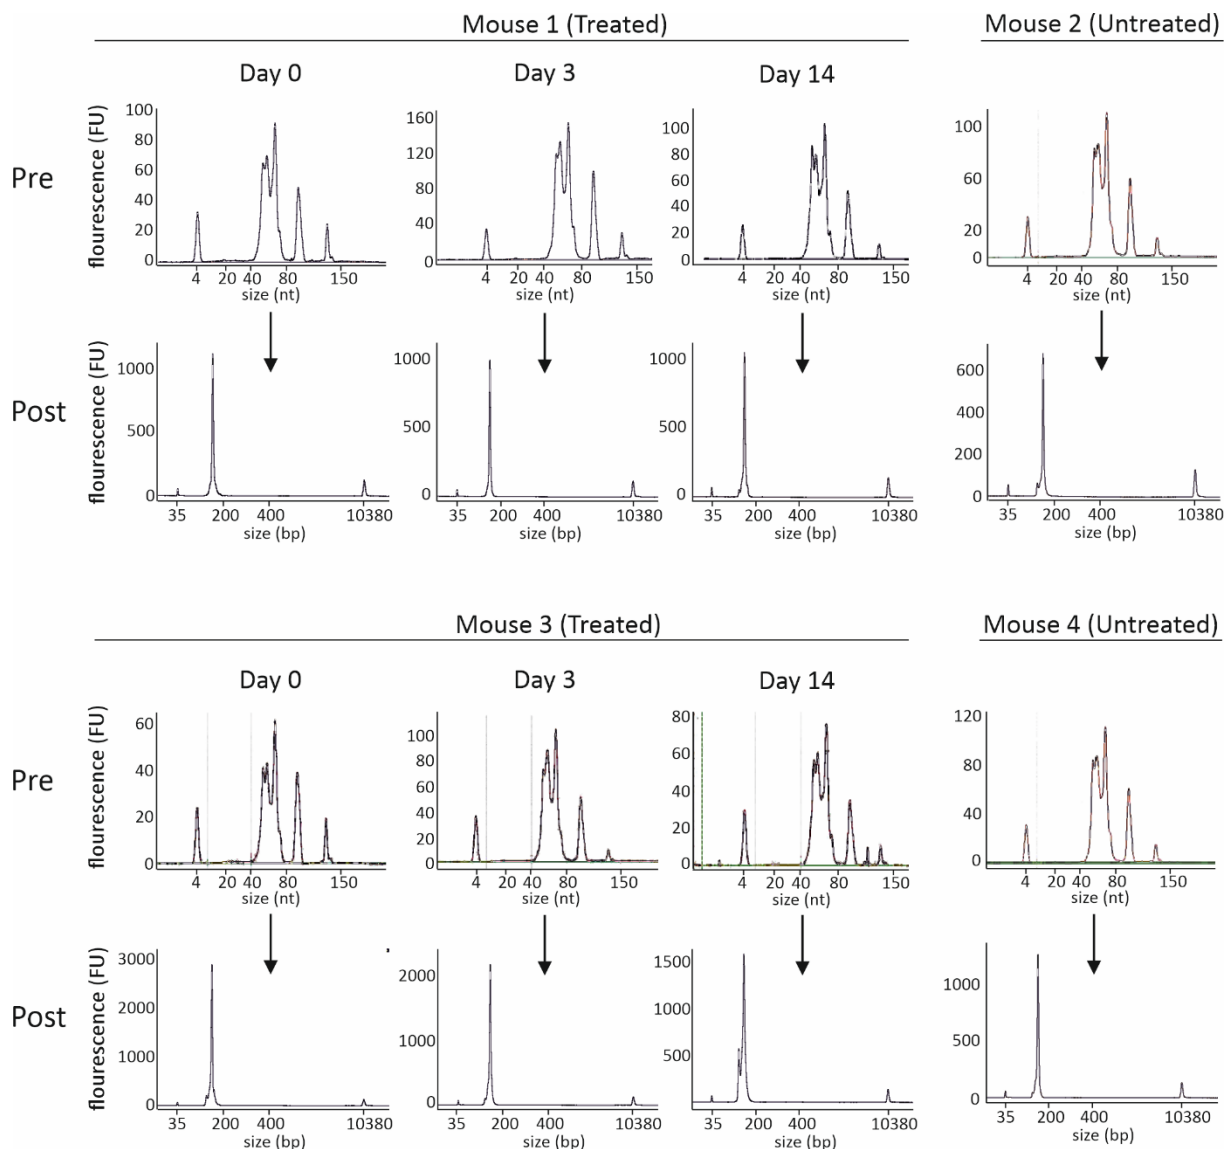 Mouse 1 (Treated) Mouse 2 (Untreated)
Day 0 Day 3 Day 14
Pre
flourescence (FU)
100 80 60 40 20 0
4 20 40 80 150
size (nt)
160 120 80 40 0
4 20 40 80 150
size (nt)
100 80 60 40 20 0
4 20 40 80 150
size (nt)
100 60 20 0
4 20 40 80 150
size (nt)
Post
flourescence (FU)
1000 500 0
35 200 400 10380
size (bp)
1000 500 0
35 200 400 10380
size (bp)
1000 500 0
35 200 400 10380
size (bp)
600 400 200 0
35 200 400 10380
size (bp)
Mouse 3 (Treated) Mouse 4 (Untreated)
Day 0 Day 3 Day 14
Pre
flourescence (FU)
60 40 20 0
4 20 40 80 150
size (nt)
100 80 60 40 20 0
4 20 40 80 150
size (nt)
80 60 40 20 0
4 20 40 80 150
size (nt)
120 80 40 0
4 20 40 80 150
size (nt)
Post
flourescence (FU)
3000 2000 1000 0
35 200 400 10380
size (bp)
2000 1000 0
35 200 400 10380
size (bp)
1500 1000 500
35 200 400 10380
size (bp)
1000 500 0
35 200 400 10380
size (bp)